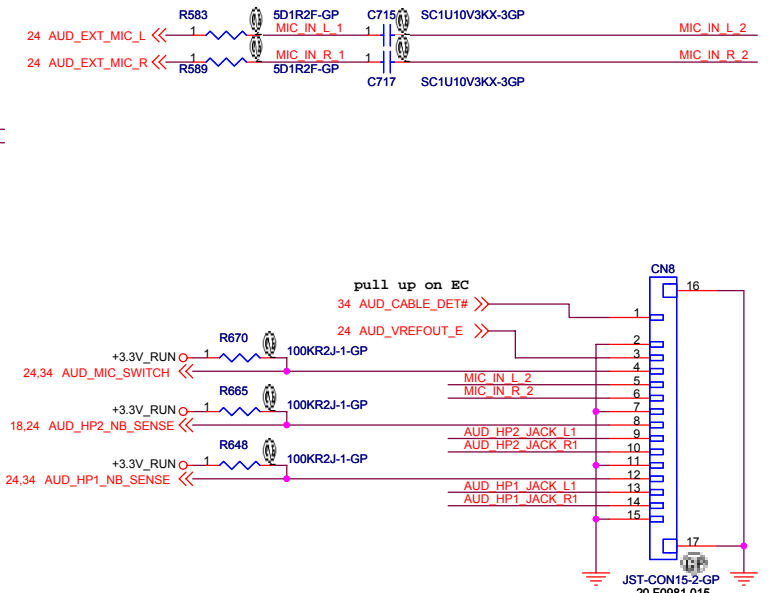 R583 5D1R2F-GP C715 SC1U10V3KX-3GP
24 AUD_EXT_MIC_L 1 MIC_IN_L_1 1 MIC_IN_L_2
24 AUD_EXT_MIC_R 1 MIC_IN_R_1 1 MIC_IN_R_2
R589 5D1R2F-GP C717 SC1U10V3KX-3GP
CN8
pull up on EC 16
34 AUD_CABLE_DET# 1
24 AUD_VREFOUT_E 2
R670 3
+3.3V_RUN 1 100KR2J-1-GP
24,34 AUD_MIC_SWITCH 4
MIC_IN_L_2 5
R665 MIC_IN_R_2 6
+3.3V_RUN 1 100KR2J-1-GP 7
18,24 AUD_HP2_NB_SENSE 8
AUD_HP2_JACK_L1 9
R648 AUD_HP2_JACK_R1 10
+3.3V_RUN 1 100KR2J-1-GP 11
24,34 AUD_HP1_NB_SENSE 12
AUD_HP1_JACK_L1 13
AUD_HP1_JACK_R1 14
15
17
GP
JST-CON15-2-GP
20.F0981.015